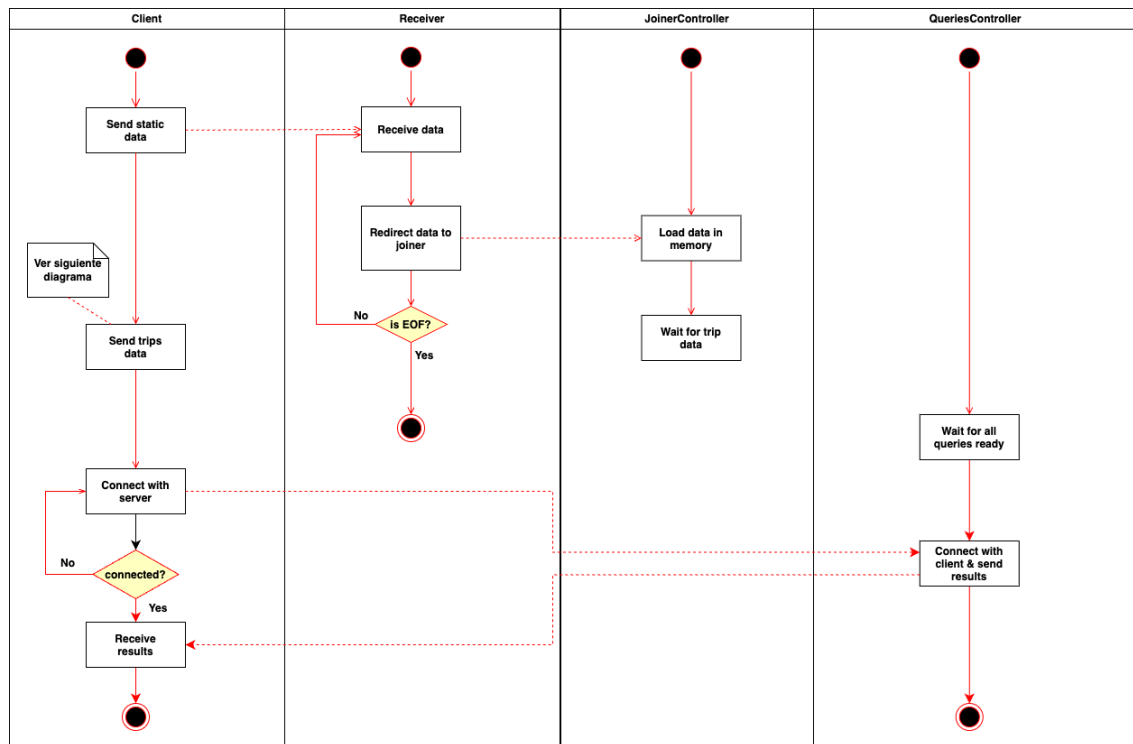 Client
Receiver
JoinerController
QueriesController
Send static
data
Receive data
Redirect data to
joiner
Load data in
memory
Ver siguiente
diagrama
is EOF?
No
Yes
Send trips
data
Wait for trip
data
Wait for all
queries ready
Connect with
server
connected?
No
Yes
Connect with
client & send
results
Receive
results